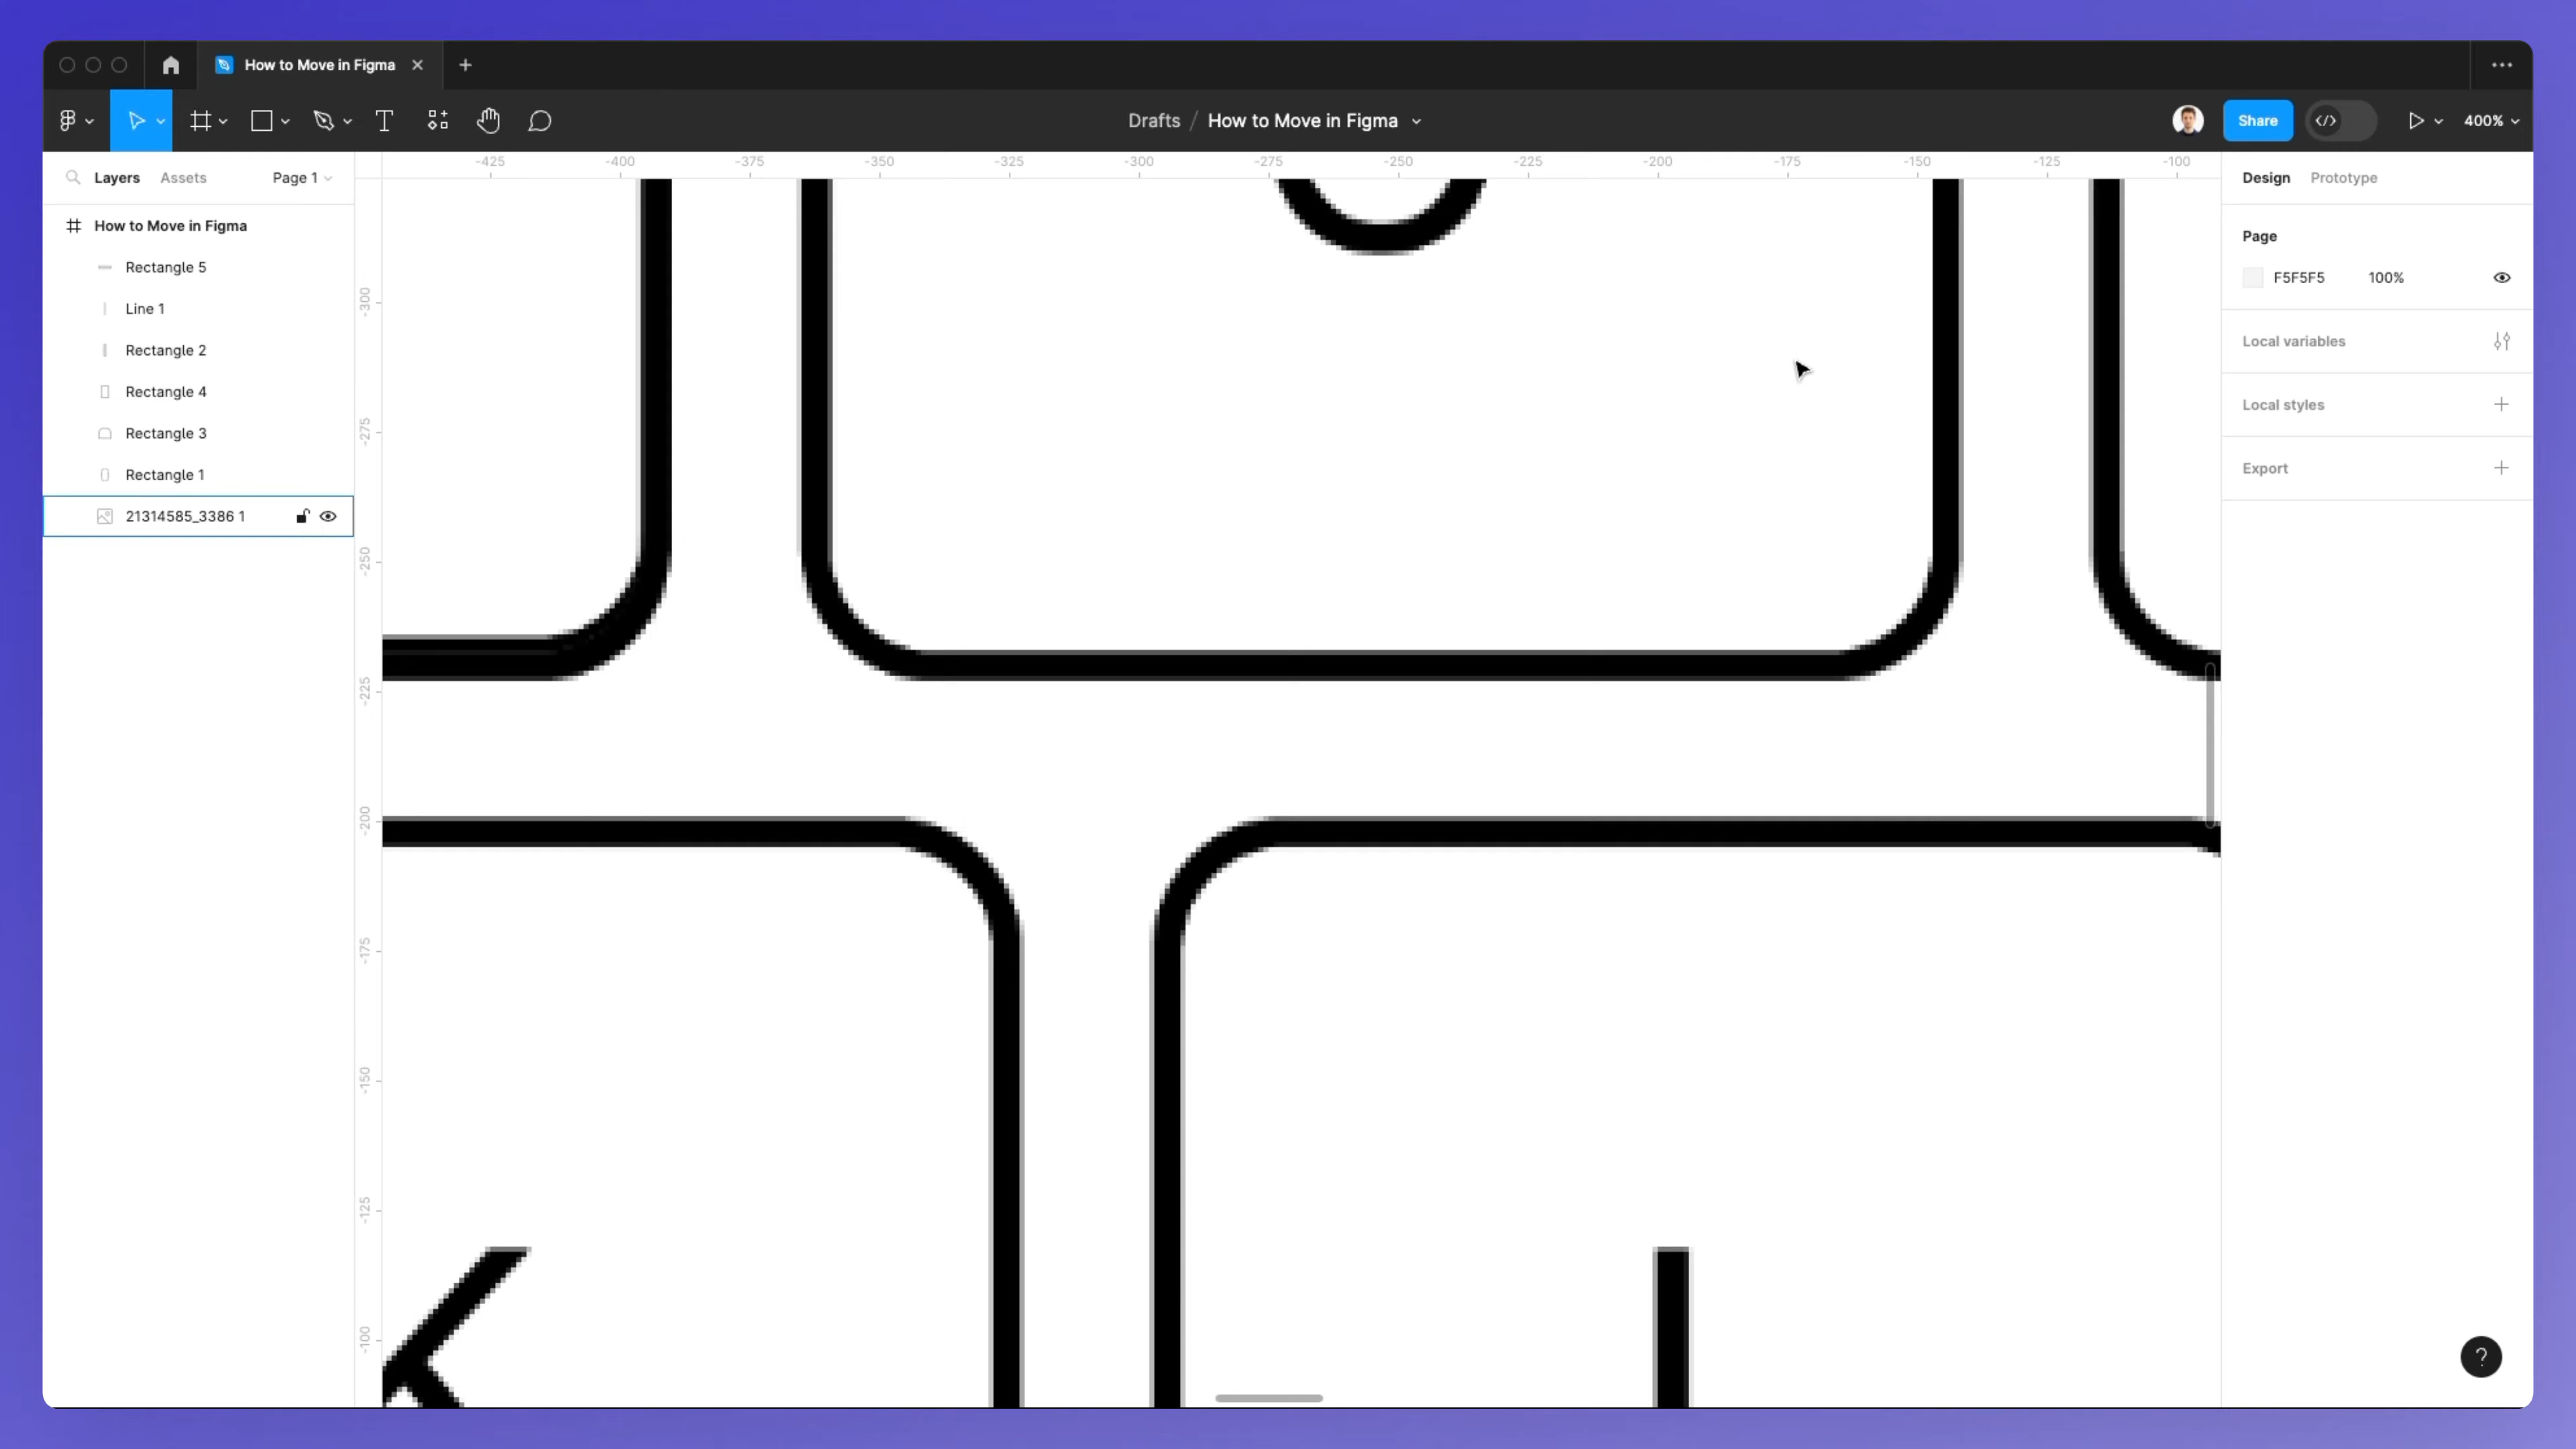 How to Move in Figma
Drafts / How to Move in Figma
Share
400%
Layers Assets Page 1
-425 -400 -375 -350 -325 -300 -275 -250 -225 -200 -175 -150 -125 -100
Design Prototype
How to Move in Figma
Page
Rectangle 5
F5F5F5 100%
Line 1
Local variables
Rectangle 2
Rectangle 4
Local styles
Rectangle 3
Export
Rectangle 1
21314585_3386 1
-300
-275
-250
-225
-200
-175
-150
-125
-100
K
?